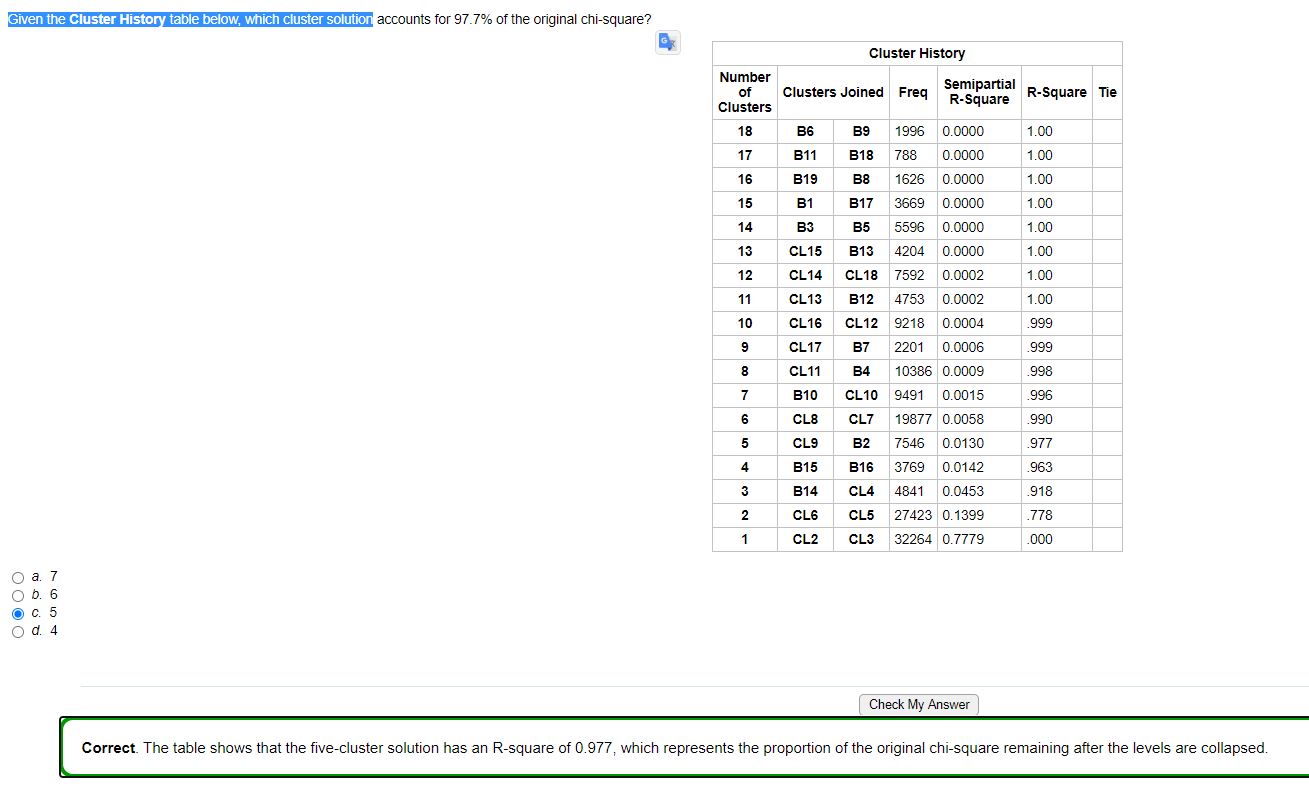 Given the Cluster History table below, which cluster solution accounts for 97.7% of the original chi-square?
Cluster History
Number of Clusters Clusters Joined Freq Semipartial R-Square R-Square Tie
18 B6 B9 1996 0.0000 1.00
17 B11 B18 788 0.0000 1.00
16 B19 B8 1626 0.0000 1.00
15 B1 B17 3669 0.0000 1.00
14 B3 B5 5596 0.0000 1.00
13 CL15 B13 4204 0.0000 1.00
12 CL14 CL18 7592 0.0002 1.00
11 CL13 B12 4753 0.0002 1.00
10 CL16 CL12 9218 0.0004 .999
9 CL17 B7 2201 0.0006 .999
8 CL11 B4 10386 0.0009 .998
7 B10 CL10 9491 0.0015 .996
6 CL8 CL7 19877 0.0058 .990
5 CL9 B2 7546 0.0130 .977
4 B15 B16 3769 0.0142 .963
3 B14 CL4 4841 0.0453 .918
2 CL6 CL5 27423 0.1399 .778
1 CL2 CL3 32264 0.7779 .000
a. 7
b. 6
c. 5
d. 4
Check My Answer
Correct. The table shows that the five-cluster solution has an R-square of 0.977, which represents the proportion of the original chi-square remaining after the levels are collapsed.